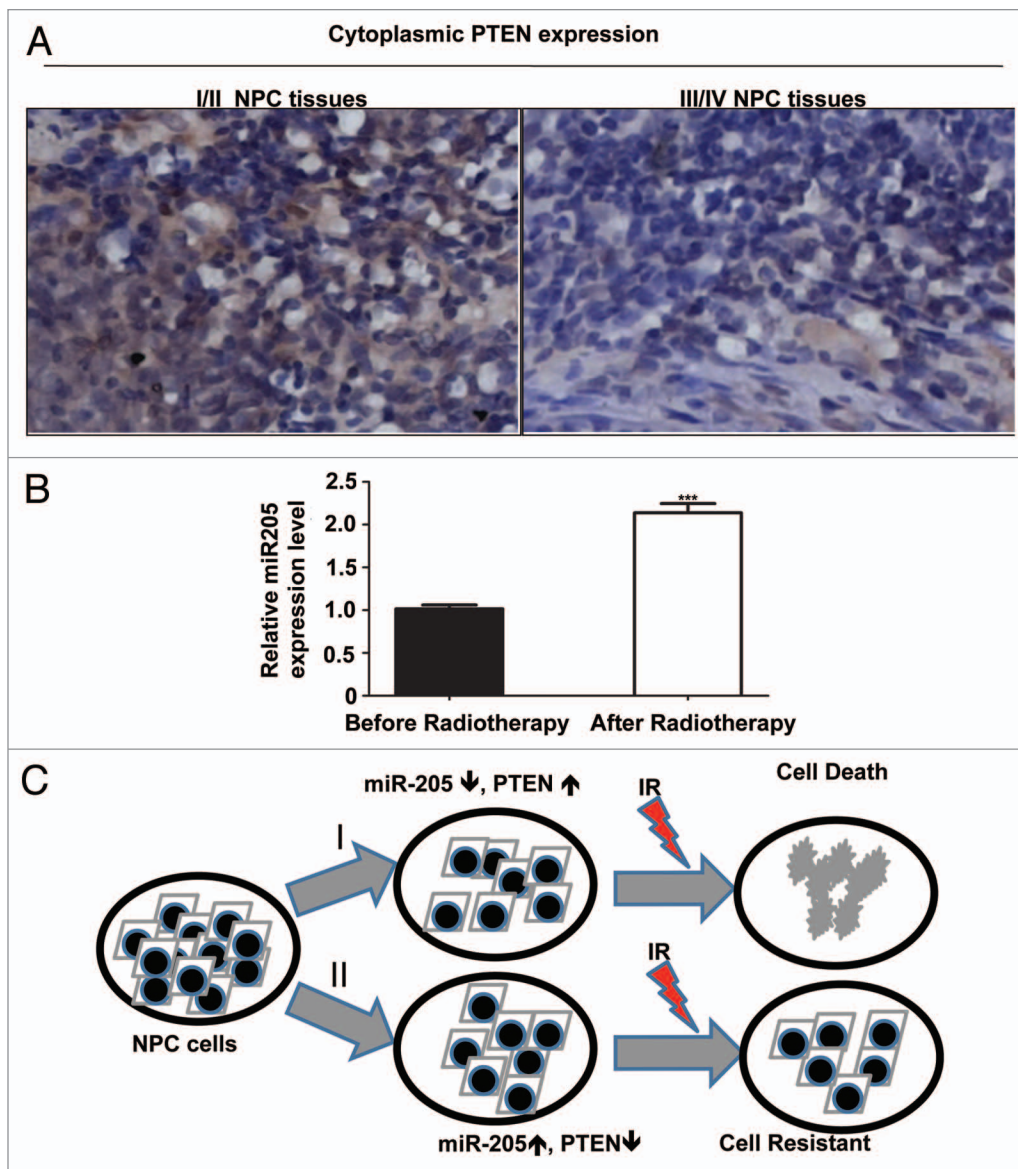 A
Cytoplasmic PTEN expression
I/II NPC tissues
III/IV NPC tissues
B
Relative miR205
expression level
2.5
2.0
1.0
0.5
0
***
Before Radiotherapy
After Radiotherapy
C
miR-205 ↓, PTEN ↑
IR
Cell Death
I
II
NPC cells
IR
miR-205↑, PTEN↓
Cell Resistant